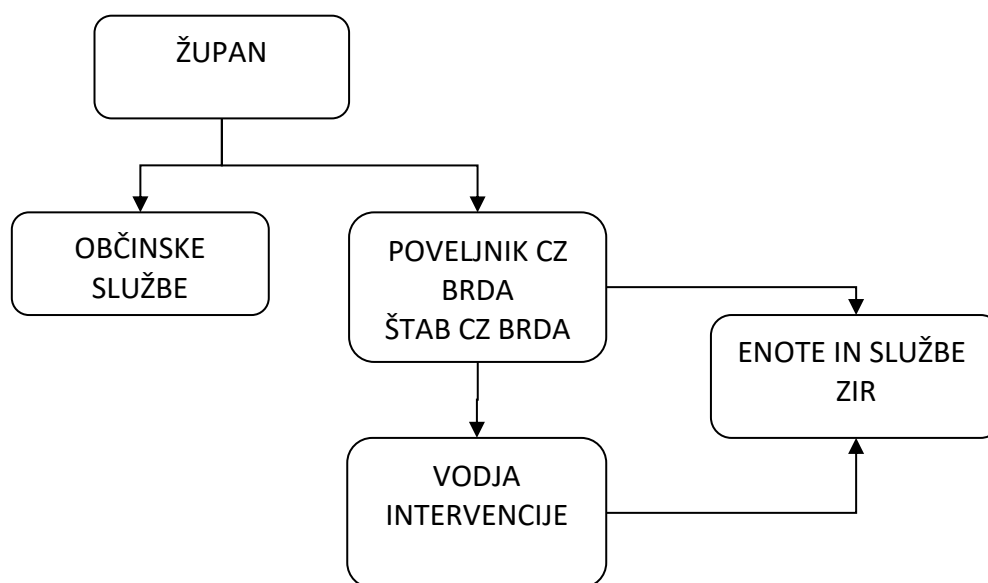 ŽUPAN
OBČINSKE
SLUŽBE
POVELJNIK CZ
BRDA
ŠTAB CZ BRDA
ENOTE IN SLUŽBE
ZIR
VODJA
INTERVENCIJE